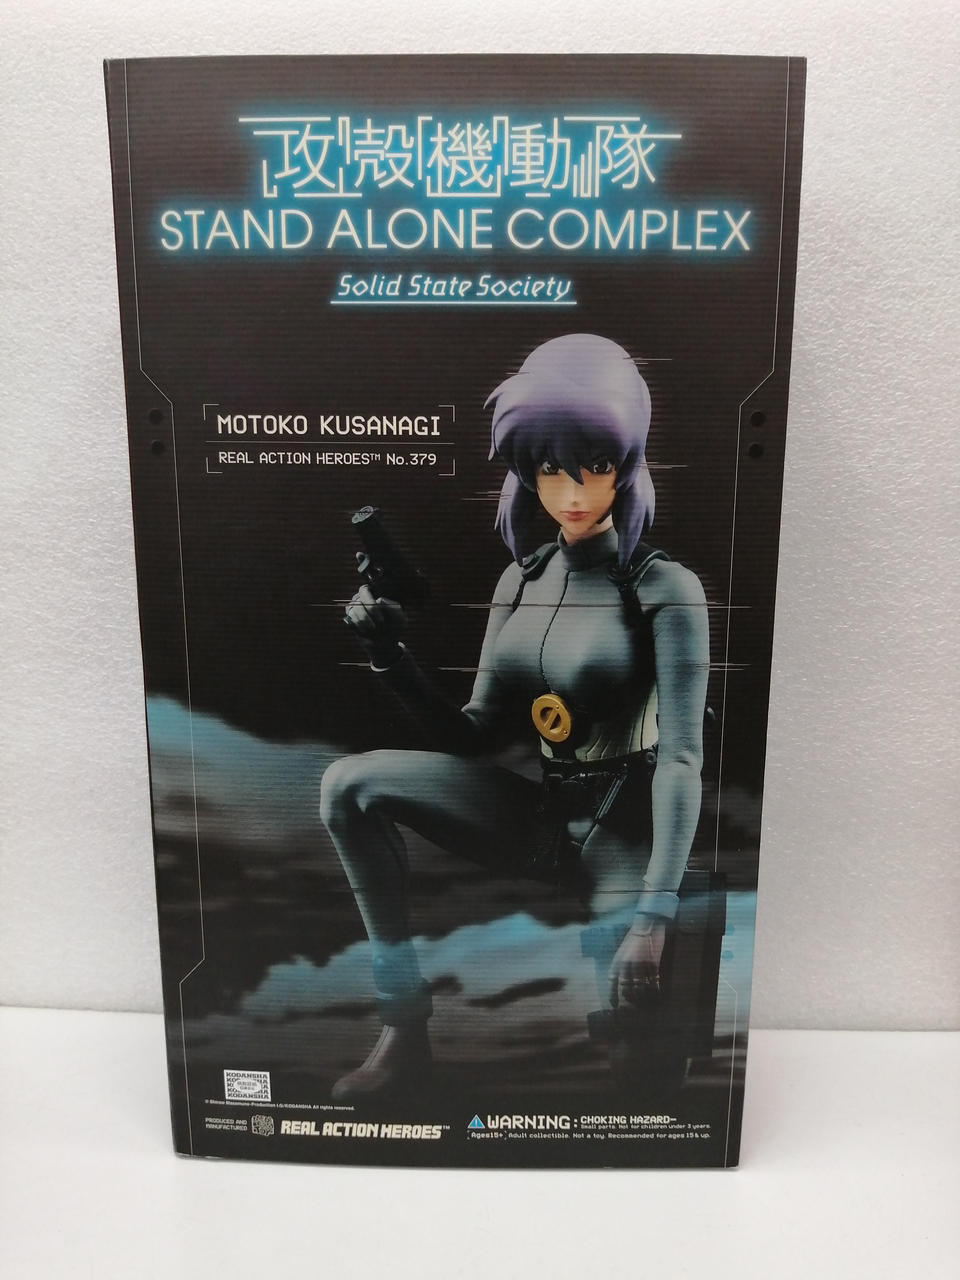 攻殻機動隊
STAND ALONE COMPLEX
Solid State Society
MOTOKO KUSANAGI
REAL ACTION HEROES™ No.379
KODANSHA
KODANSHA
© Shirow Masamune-Production I.G/KODANSHA All rights reserved.
PRODUCED AND
MANUFACTURED
REAL ACTION HEROES™
WARNING: CHOKING HAZARD-
Small parts. Not for children under 3 years.
Ages15+ Adult collectible. Not a toy. Recommended for ages 15 & up.